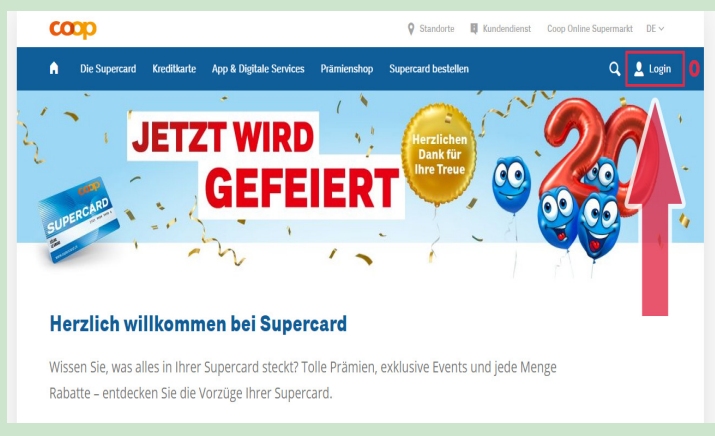 coop
Standorte Kundendienst Coop Online Supermarkt DE
Die Supercard Kreditkarte App & Digitale Services Prämienshop Supercard bestellen Login 0
JETZT WIRD
GEFEIERT
Herzlichen
Dank für
Ihre Treue
20
coop
SUPERCARD
Herzlich willkommen bei Supercard
Wissen Sie, was alles in Ihrer Supercard steckt? Tolle Prämien, exklusive Events und jede Menge
Rabatte – entdecken Sie die Vorzüge Ihrer Supercard.